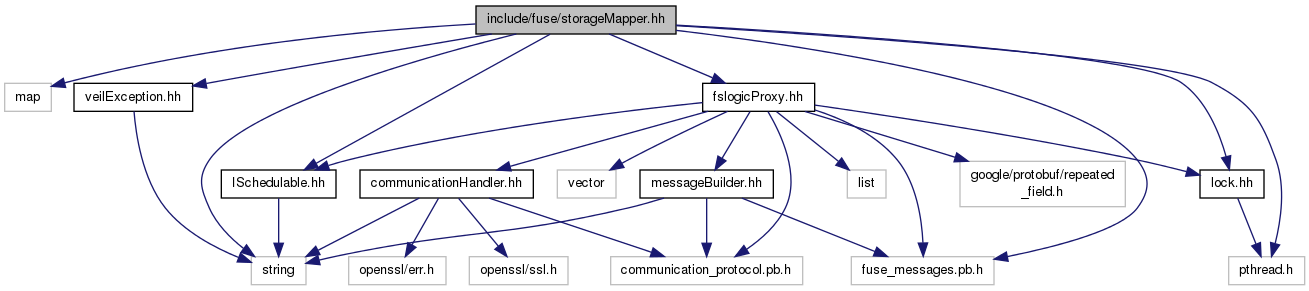 include/fuse/storageMapper.hh
map
veilException.hh
fslogicProxy.hh
ISchedulable.hh
communicationHandler.hh
vector
messageBuilder.hh
list
google/protobuf/repeated
_field.h
lock.hh
string
openssl/err.h
openssl/ssl.h
communication_protocol.pb.h
fuse_messages.pb.h
pthread.h